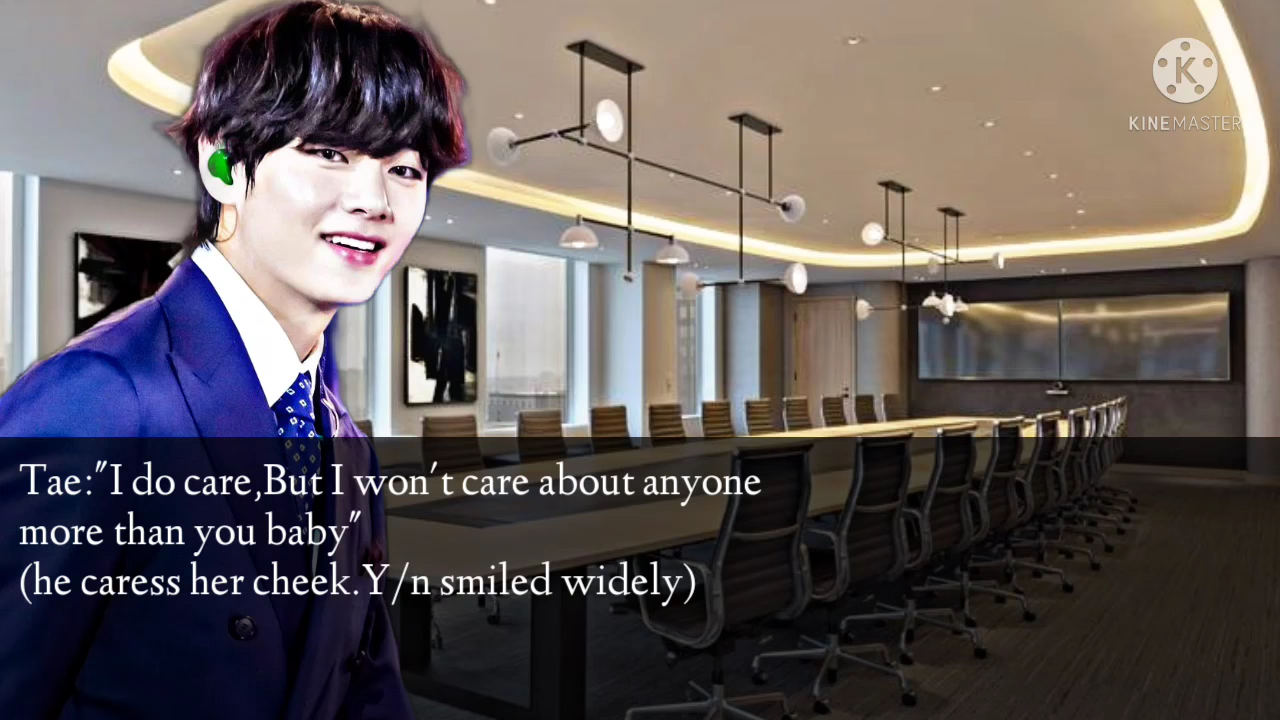 KINEMASTER
Tae:"I do care,But I won't care about anyone
more than you baby"
(he caress her cheek.Y/n smiled widely)